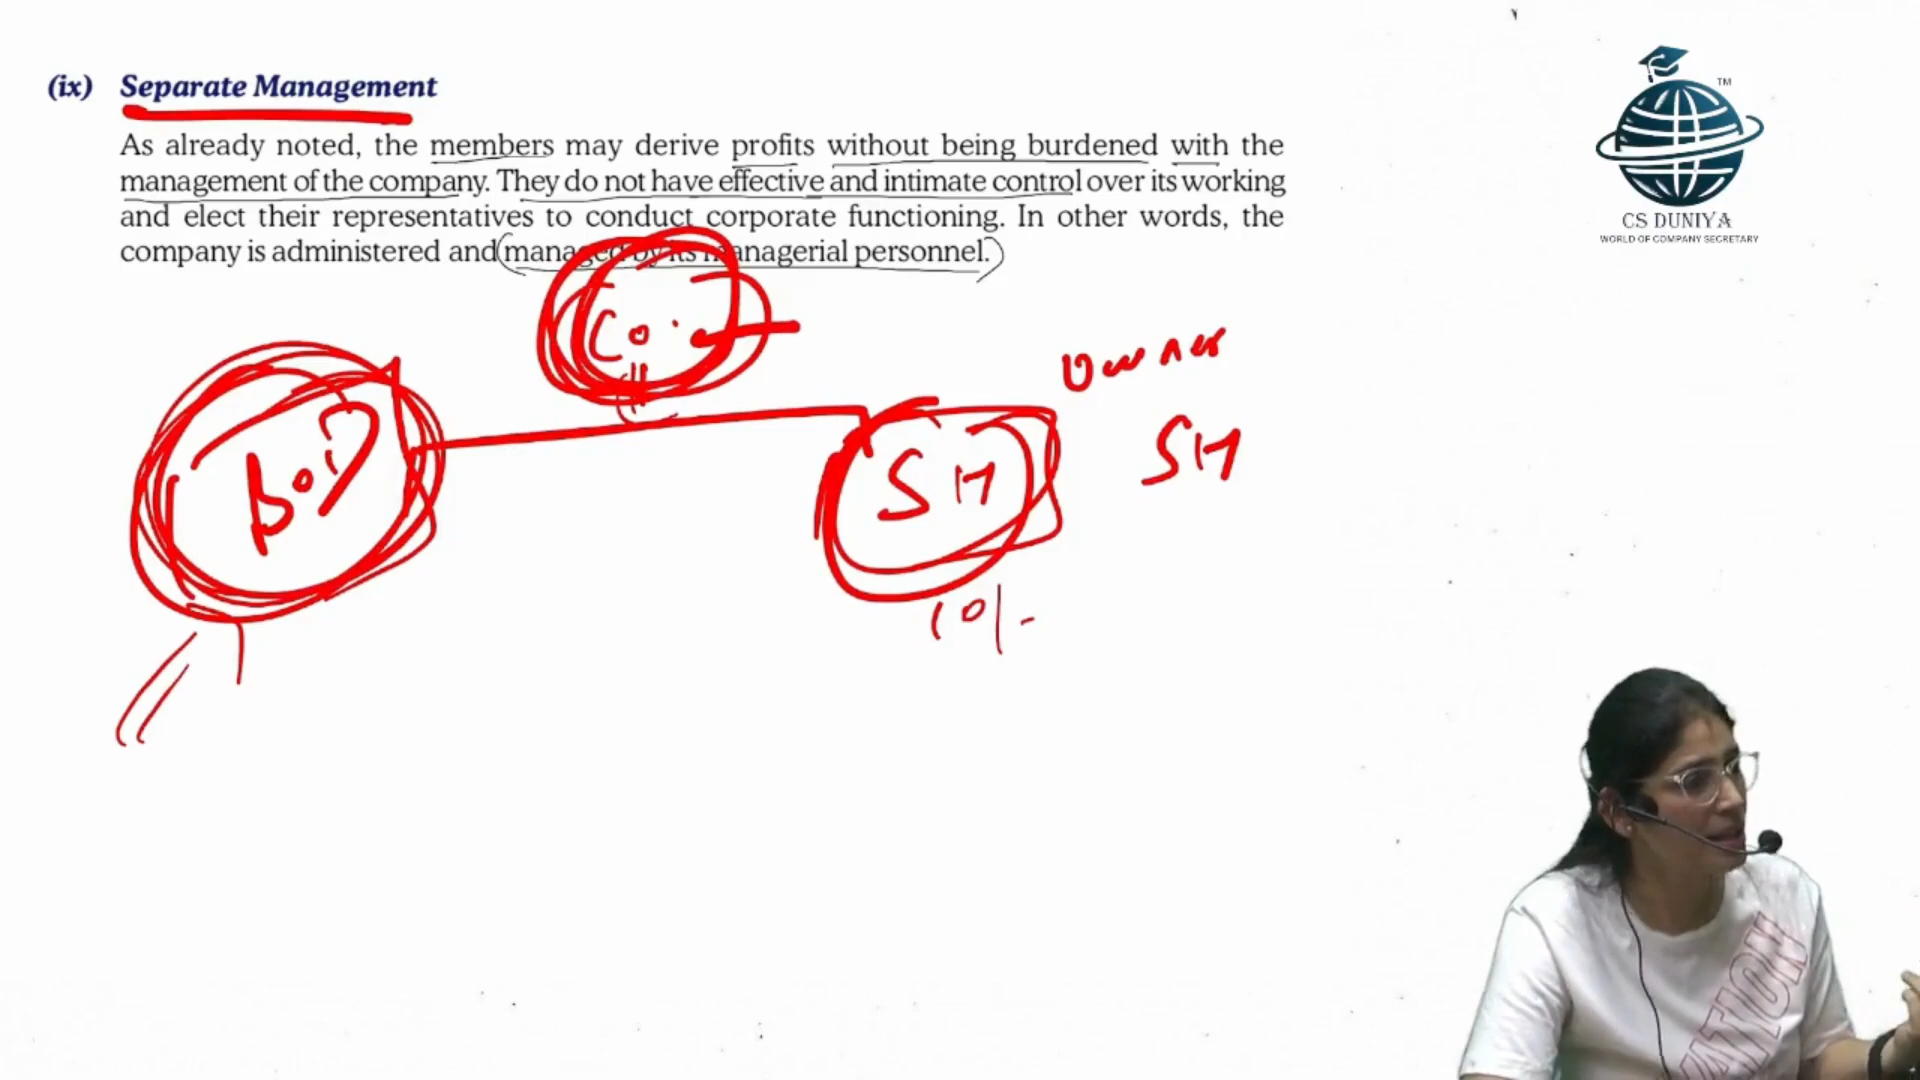 (ix) Separate Management
As already noted, the members may derive profits without being burdened with the
management of the company. They do not have effective and intimate control over its working
and elect their representatives to conduct corporate functioning. In other words, the
company is administered and managed by its managerial personnel.
TM
CS DUNIYA
WORLD OF COMPANY SECRETARY
Co.
Owner
SH
BoD
SH
10/-